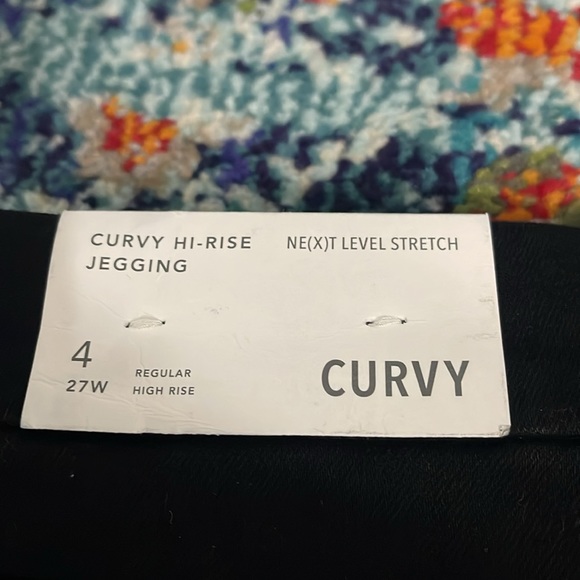 CURVY HI-RISE
JEGGING
NE(X)T LEVEL STRETCH
4
27W
REGULAR
HIGH RISE
CURVY